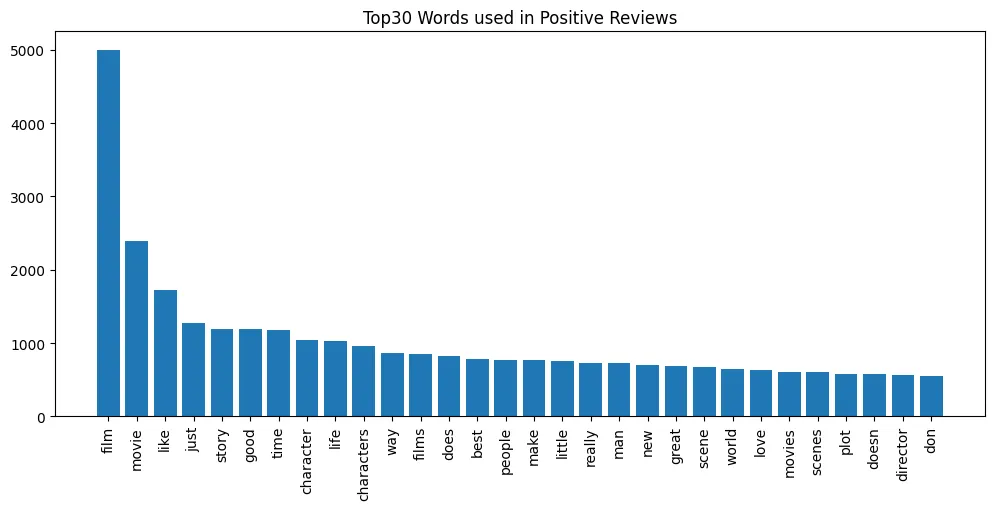 Top30 Words used in Positive Reviews
5000
4000
3000
2000
1000
0
film
movie
like
just
story
good
time
character
life
characters
way
films
does
best
people
make
little
really
man
new
great
scene
world
love
movies
scenes
plot
doesn
director
don